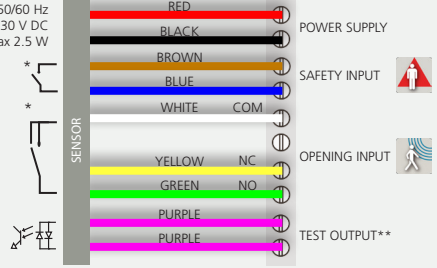 50/60 Hz
30 V DC
ax 2.5 W
RED
BLACK
POWER SUPPLY
*
BROWN
BLUE
SAFETY INPUT
*
WHITE COM
SENSOR
OPENING INPUT
YELLOW NC
GREEN NO
PURPLE
PURPLE
TEST OUTPUT**